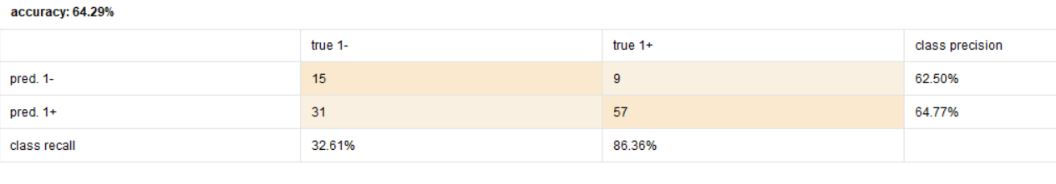 accuracy: 64.29%
true 1- true 1+ class precision
pred. 1- 15 9 62.50%
pred. 1+ 31 57 64.77%
class recall 32.61% 86.36%